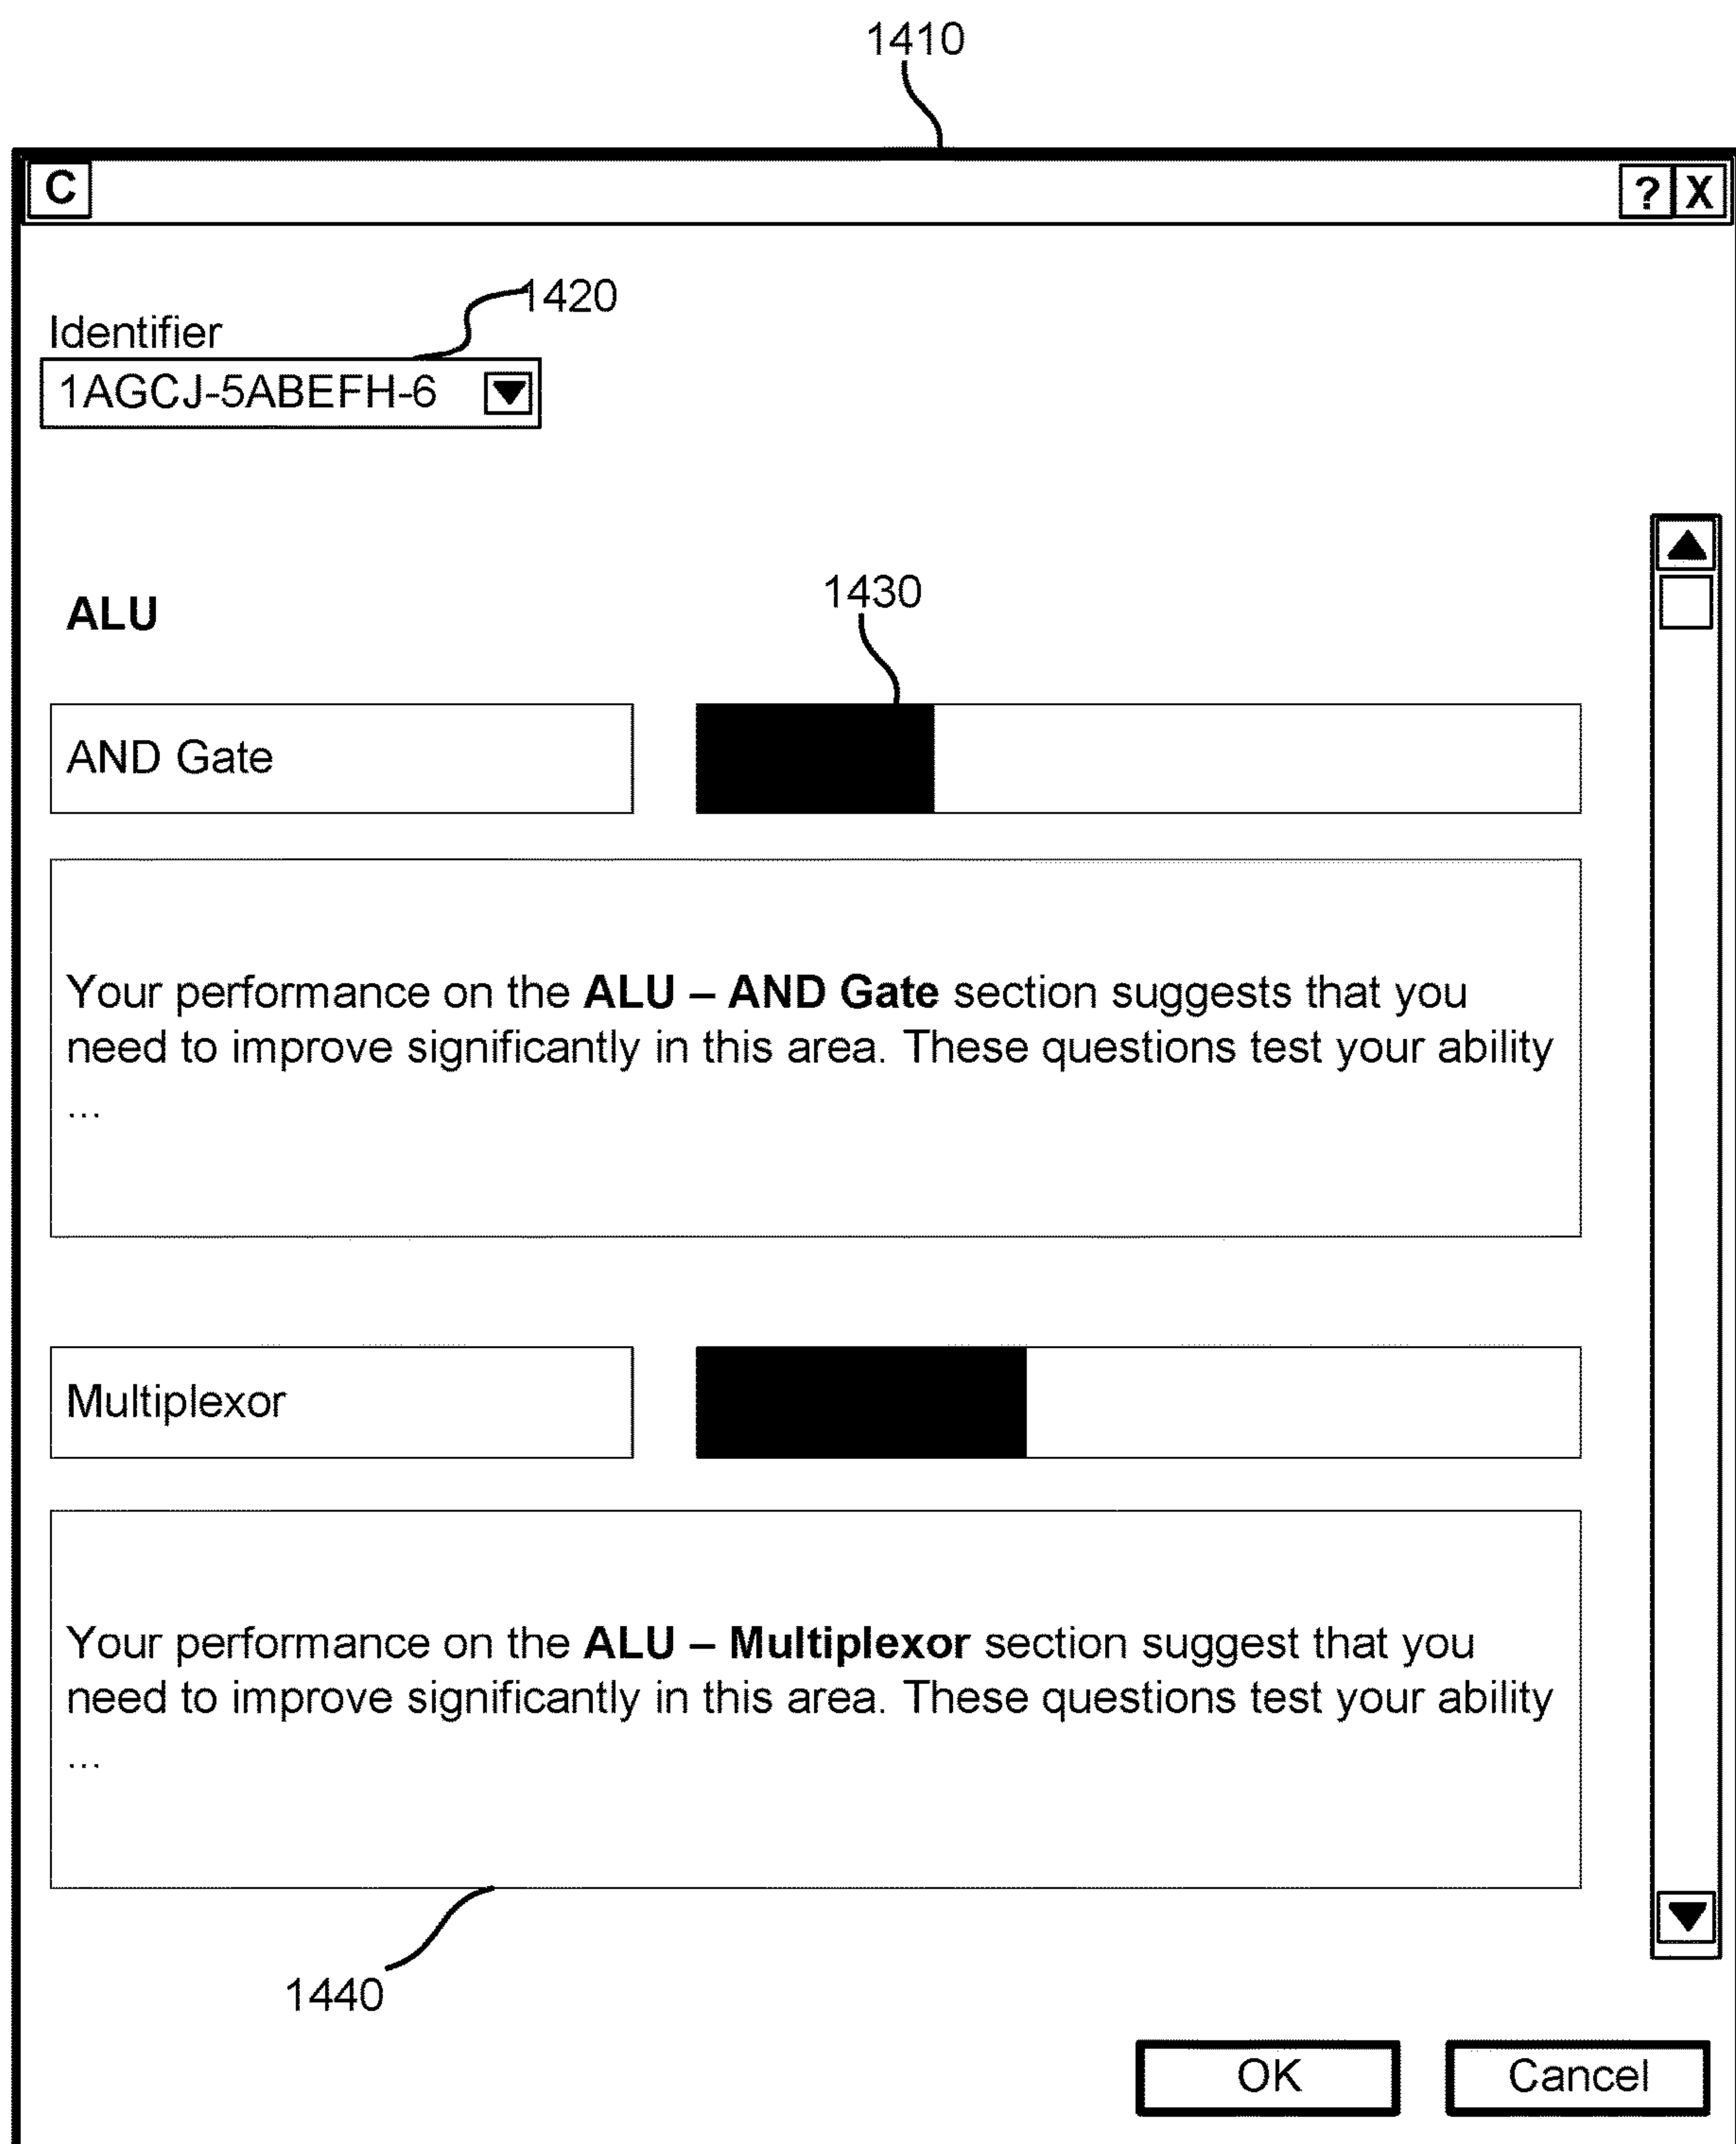 1410
C
? X
1420
Identifier
1AGCJ-5ABEFH-6
1430
ALU
AND Gate
Your performance on the ALU – AND Gate section suggests that you
need to improve significantly in this area. These questions test your ability
...
Multiplexor
Your performance on the ALU – Multiplexor section suggest that you
need to improve significantly in this area. These questions test your ability
...
1440
OK Cancel